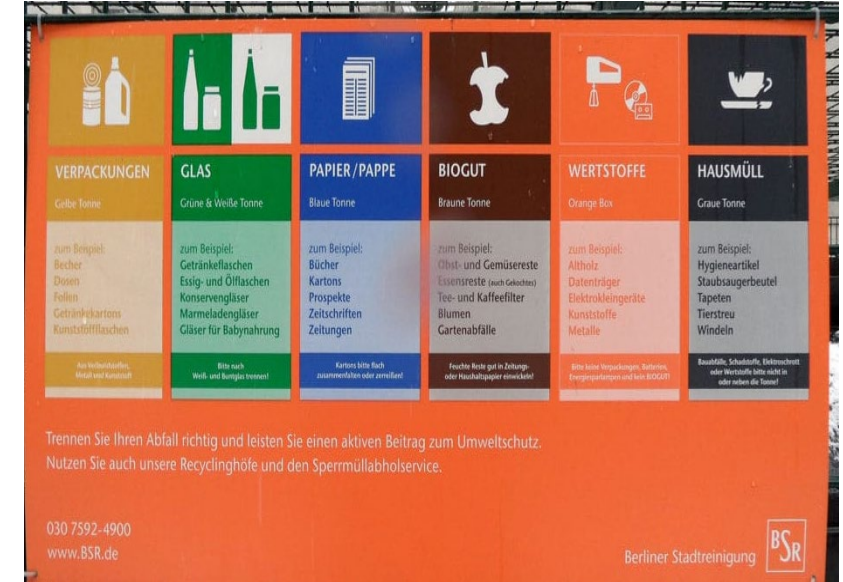 VERPACKUNGEN
Gelbe Tonne
zum Beispiel:
Becher
Dosen
Folien
Getränkekartons
Kunststoffflaschen
Aus Verbundstoffen,
Metall und Kunststoff
GLAS
Grüne & Weiße Tonne
zum Beispiel:
Getränkeflaschen
Essig- und Ölflaschen
Konservengläser
Marmeladengläser
Gläser für Babynahrung
Bitte nach
Weiß- und Buntglas trennen!
PAPIER/PAPPE
Blaue Tonne
zum Beispiel:
Bücher
Kartons
Prospekte
Zeitschriften
Zeitungen
Kartons bitte flach
zusammenfalten oder zerreißen!
BIOGUT
Braune Tonne
zum Beispiel:
Obst- und Gemüsereste
Essensreste (auch Gekochtes)
Tee- und Kaffeefilter
Blumen
Gartenabfälle
Feuchte Reste gut in Zeitungs-
oder Haushaltspapier einwickeln!
WERTSTOFFE
Orange Box
zum Beispiel:
Altholz
Datenträger
Elektrokleingeräte
Kunststoffe
Metalle
Bitte keine Verpackungen, Batterien,
Energiesparlampen und kein BIOGUT!
HAUSMÜLL
Graue Tonne
zum Beispiel:
Hygieneartikel
Staubsaugerbeutel
Tapeten
Tierstreu
Windeln
Bauabfälle, Schadstoffe, Elektroschrott
oder Wertstoffe bitte nicht in
oder neben die Tonne!
Trennen Sie Ihren Abfall richtig und leisten Sie einen aktiven Beitrag zum Umweltschutz.
Nutzen Sie auch unsere Recyclinghöfe und den Sperrmüllabholservice.
030 7592-4900
www.BSR.de
Berliner Stadtreinigung
BSR